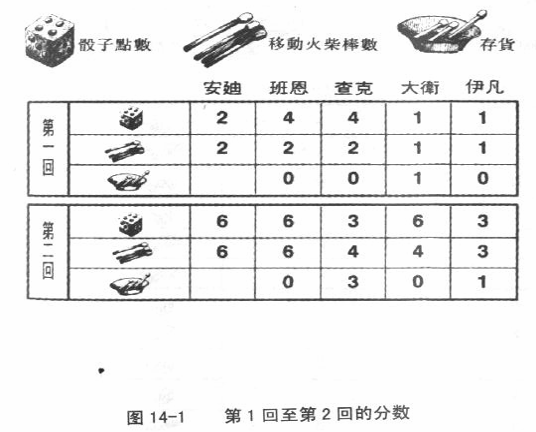 骰子點數 移動火柴棒數 存貨
安廸 班恩 查克 大衛 伊凡
第一回
2 4 4 1 1
2 2 2 1 1
0 0 1 0
第二回
6 6 3 6 3
6 6 4 4 3
0 3 0 1
图 14-1 第 1 回至第 2 回的分數